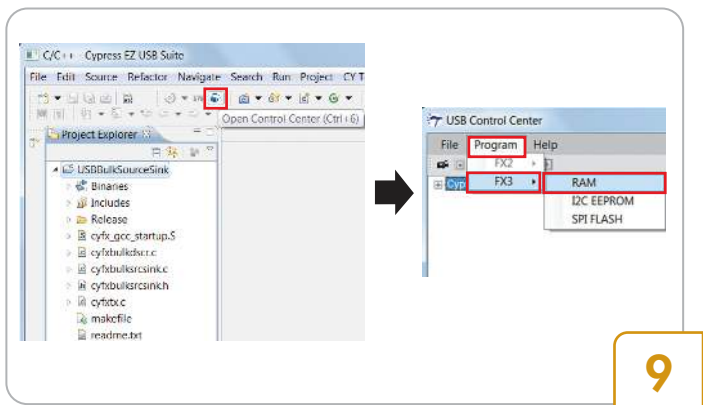 C/C++ - Cypress EZ USB Suite
File Edit Source Refactor Navigate Search Run Project CY T
Open Control Center (Ctrl+6)
Project Explorer
USBBulkSourceSink
Binaries
Includes
Release
cyfx_gcc_startup.S
cyfxbulkdscr.c
cyfxbulksrcsink.c
cyfxbulksrcsink.h
cyfxtx.c
makefile
readme.txt
USB Control Center
File Program Help
FX2
Cyp
FX3
RAM
I2C EEPROM
SPI FLASH
9